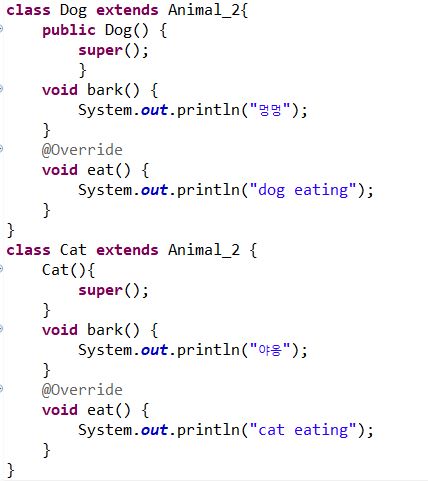 class Dog extends Animal_2{
    public Dog() {
        super();
        }
    void bark() {
        System.out.println("멍멍");
    }
    @Override
    void eat() {
        System.out.println("dog eating");
    }
}
class Cat extends Animal_2 {
    Cat(){
        super();
    }
    void bark() {
        System.out.println("야옹");
    }
    @Override
    void eat() {
        System.out.println("cat eating");
    }
}